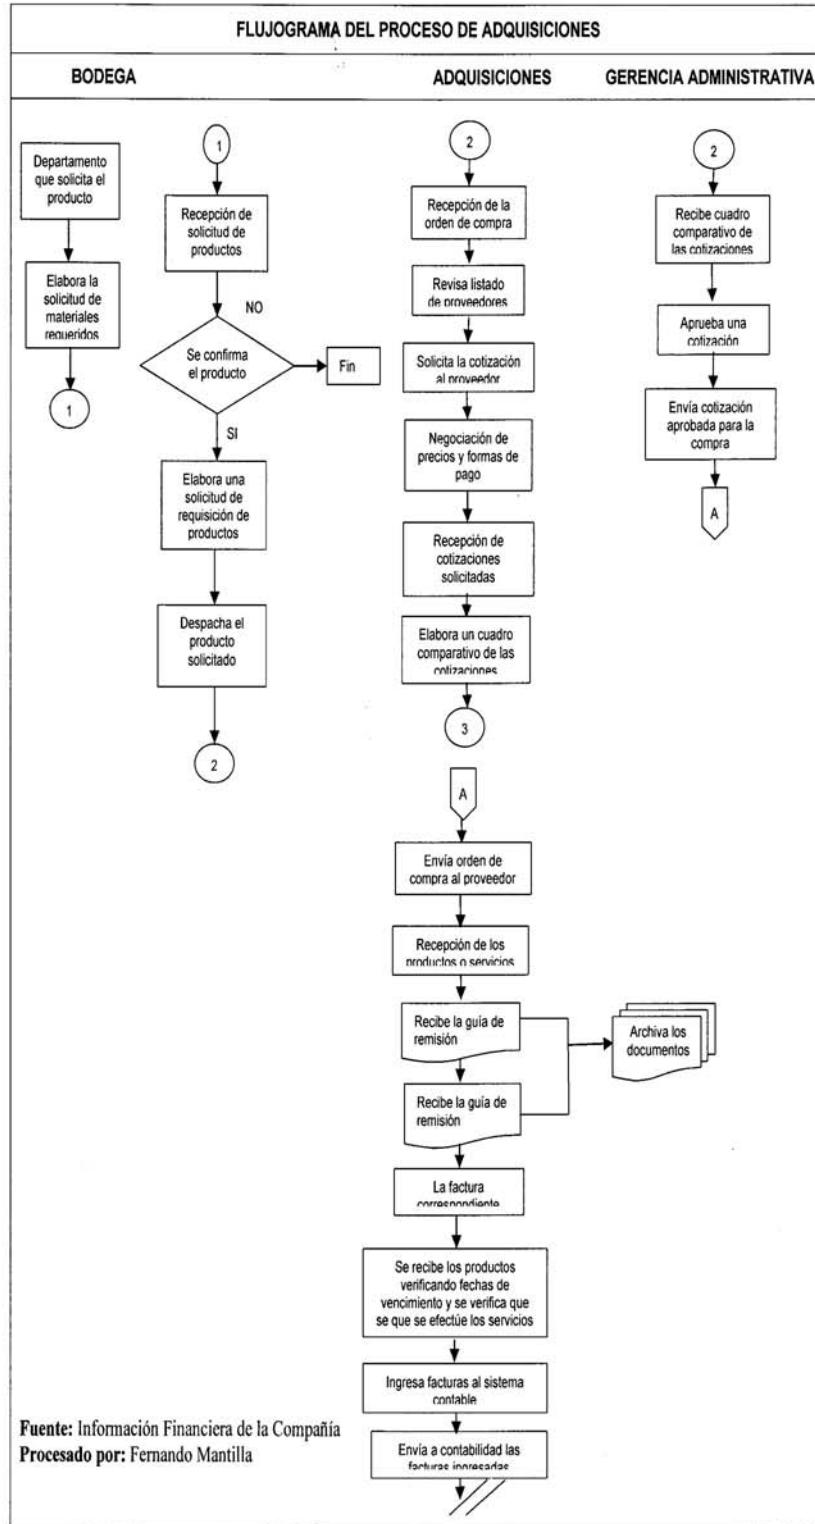 FLUJOGRAMA DEL PROCESO DE ADQUISICIONES
BODEGA
ADQUISICIONES
GERENCIA ADMINISTRATIVA
Departamento
que solicita el
producto
Elabora la
solicitud de
materiales
requeridos
1
1
Recepción de
solicitud de
productos
NO
Se confirma
el producto
Fin
SI
Elabora una
solicitud de
requisición de
productos
Despacha el
producto
solicitado
2
2
Recepción de la
orden de compra
Revisa listado
de proveedores
Solicita la cotización
al proveedor
Negociación de
precios y formas de
pago
Recepción de
cotizaciones
solicitadas
Elabora un cuadro
comparativo de las
cotizaciones
3
2
Recibe cuadro
comparativo de
las cotizaciones
Aprueba una
cotización
Envía cotización
aprobada para la
compra
A
A
Envía orden de
compra al proveedor
Recepción de los
productos o servicios
Recibe la guía de
remisión
Archiva los
documentos
Recibe la guía de
remisión
La factura
correspondiente
Se recibe los productos
verificando fechas de
vencimiento y se verifica que
se que se efectúe los servicios
Ingresa facturas al sistema
contable
Envía a contabilidad las
facturas ingresadas
Fuente: Información Financiera de la Compañía
Procesado por: Fernando Mantilla